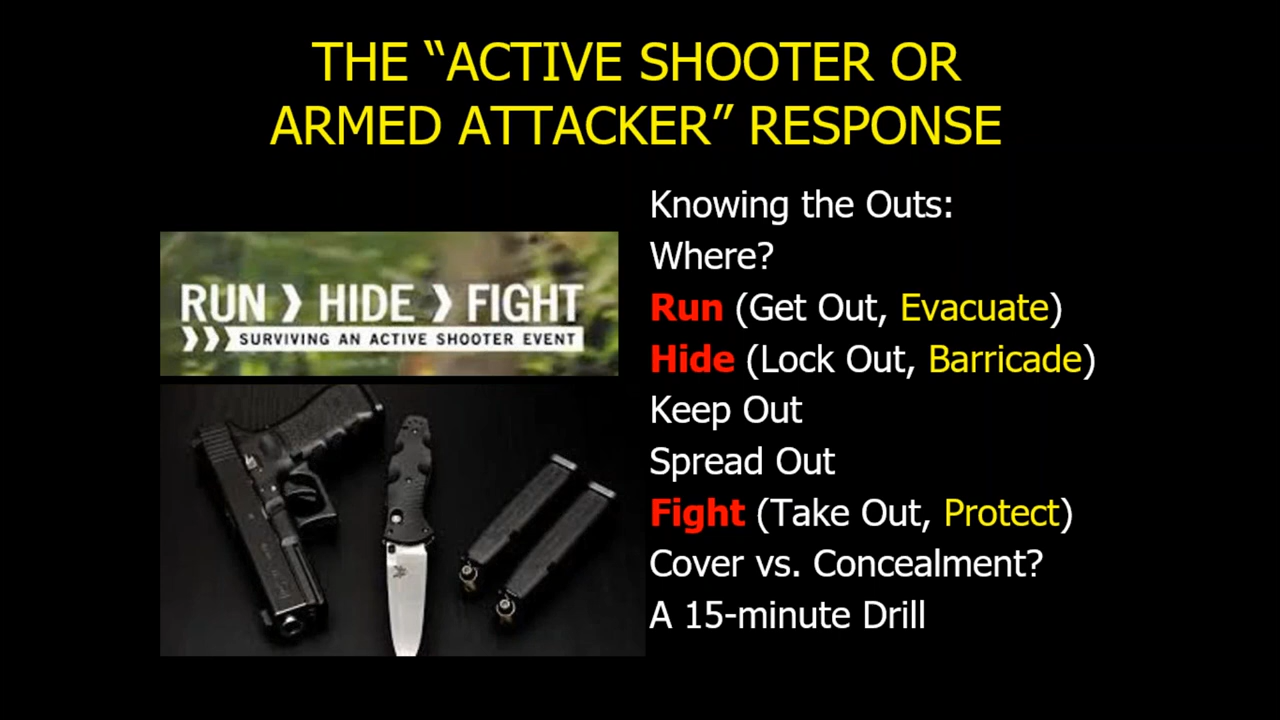 THE “ACTIVE SHOOTER OR
ARMED ATTACKER” RESPONSE
RUN ❯ HIDE ❯ FIGHT
❯❯❯ SURVIVING AN ACTIVE SHOOTER EVENT
Knowing the Outs:
Where?
Run (Get Out, Evacuate)
Hide (Lock Out, Barricade)
Keep Out
Spread Out
Fight (Take Out, Protect)
Cover vs. Concealment?
A 15-minute Drill